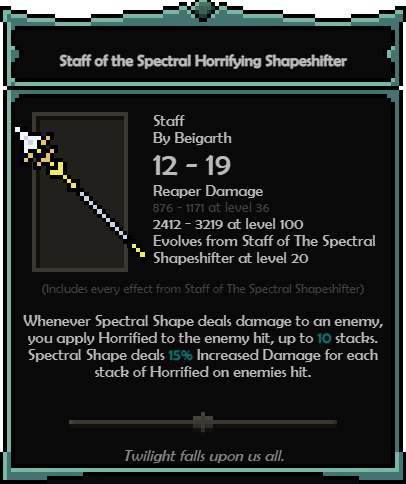 Staff of the Spectral Horrifying Shapeshifter
Staff
By Beigarth
12 - 19
Reaper Damage
876 - 1171 at level 36
2412 - 3219 at level 100
Evolves from Staff of The Spectral
Shapeshifter at level 20
(Includes every effect from Staff of The Spectral Shapeshifter)
Whenever Spectral Shape deals damage to an enemy,
you apply Horrified to the enemy hit, up to 10 stacks.
Spectral Shape deals 15% Increased Damage for each
stack of Horrified on enemies hit.
Twilight falls upon us all.